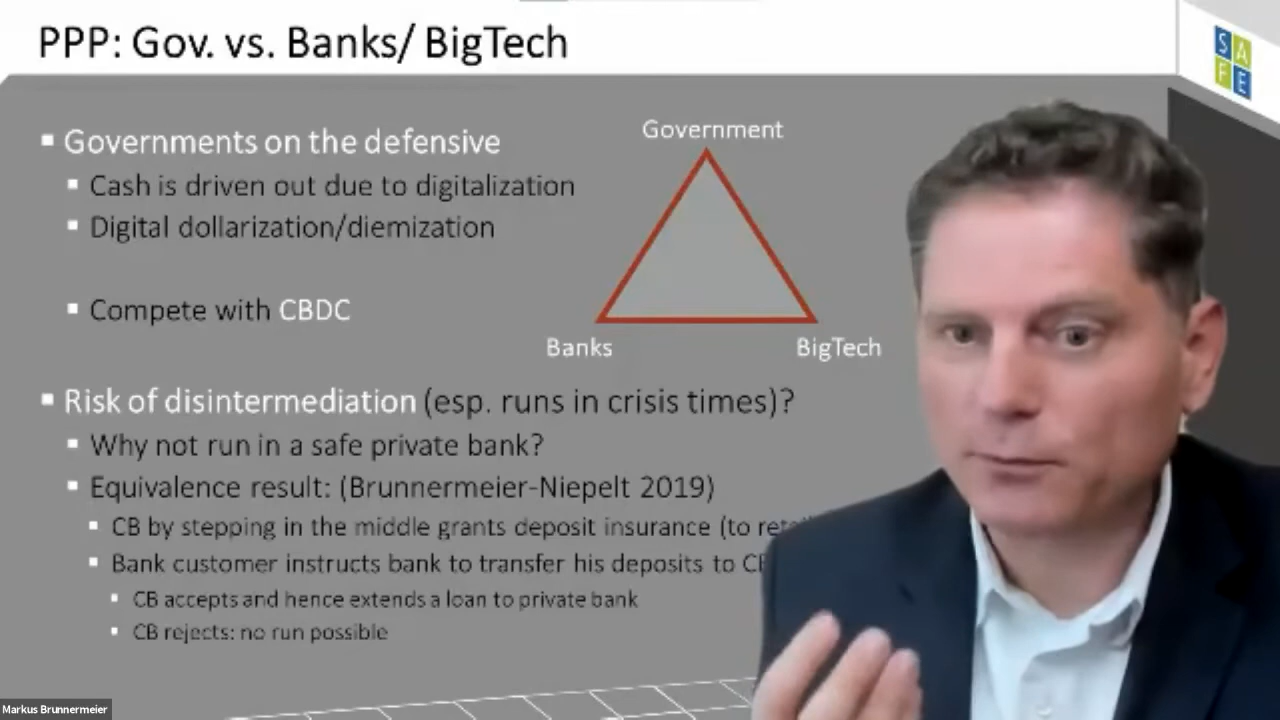 PPP: Gov. vs. Banks/ BigTech
SA
FE
Governments on the defensive
Cash is driven out due to digitalization
Digital dollarization/diemization
Compete with CBDC
Government
Banks
BigTech
Risk of disintermediation (esp. runs in crisis times)?
Why not run in a safe private bank?
Equivalence result: (Brunnermeier-Niepelt 2019)
CB by stepping in the middle grants deposit insurance (to
Bank customer instructs bank to transfer his deposits to
CB accepts and hence extends a loan to private bank
CB rejects: no run possible
Markus Brunnermeier